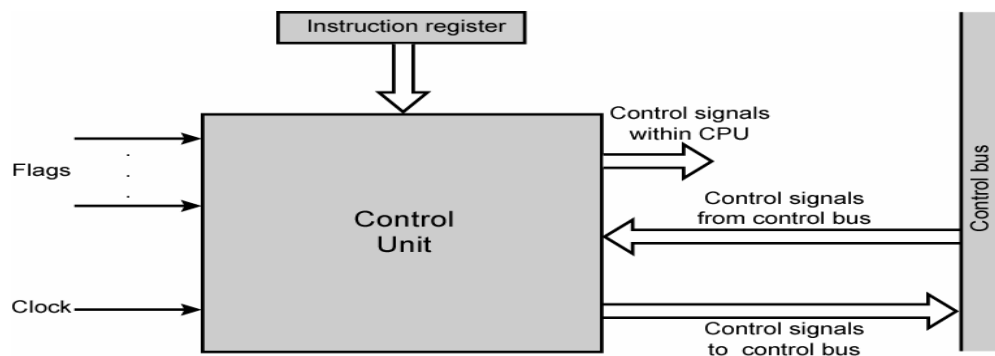 Instruction register
Control signals
within CPU
Flags
Control signals
from control bus
Control
Unit
Control bus
Clock
Control signals
to control bus